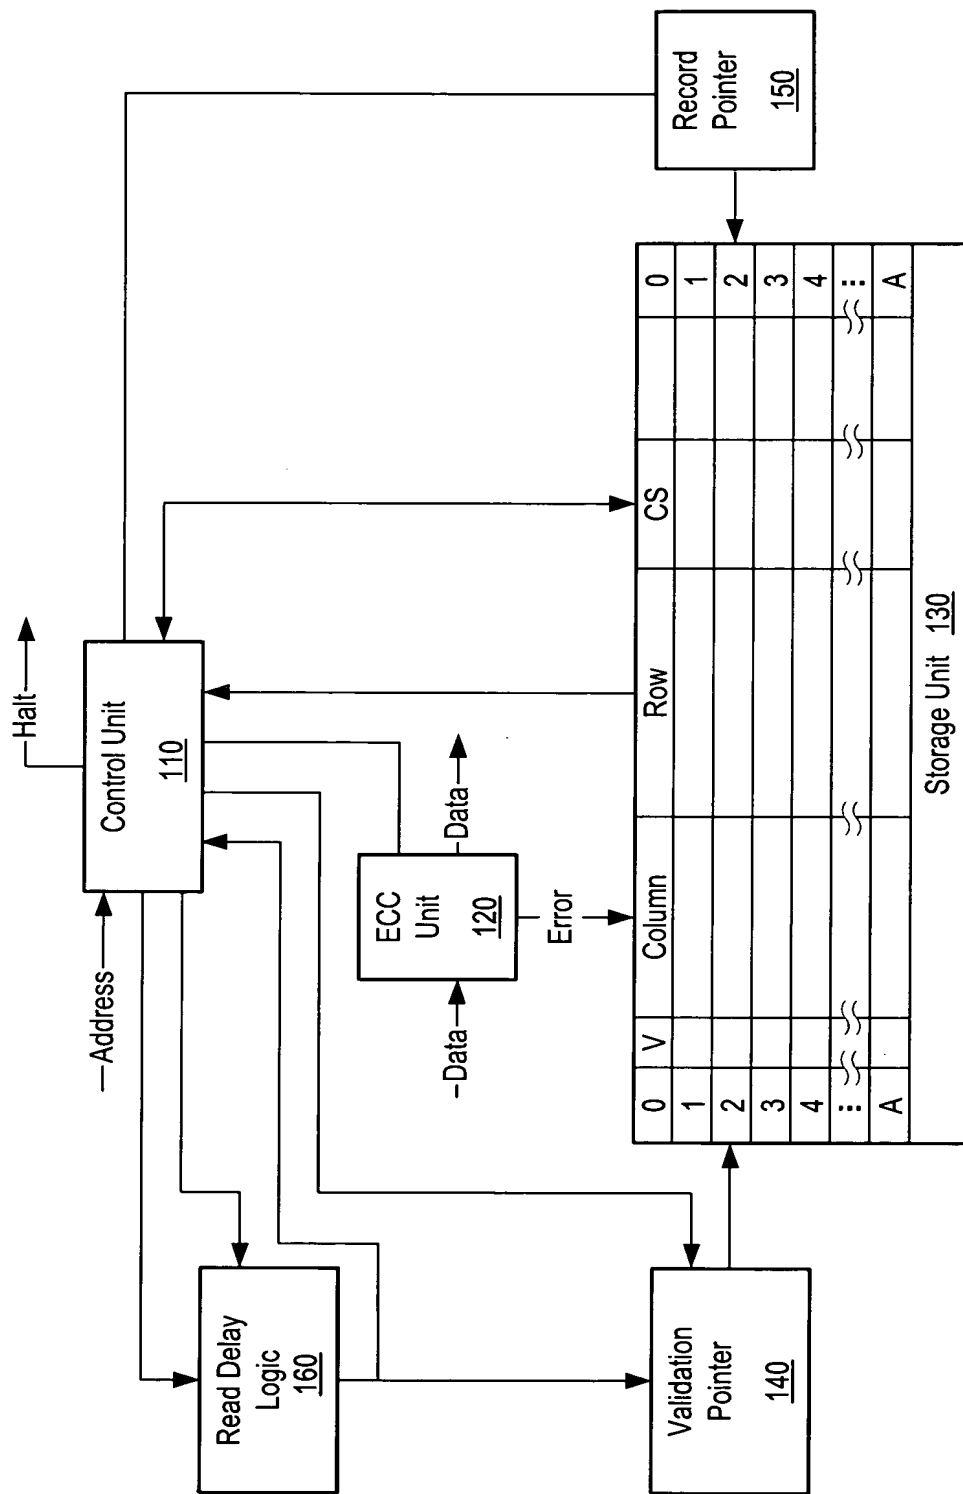 Halt
Address
Control Unit
110
Read Delay
Logic
160
ECC
Unit
120
Data
Data
Error
Record
Pointer
150
Validation
Pointer
140
0 V Column Row CS 0
1 1
2 2
3 3
4 4
... ...
A A
Storage Unit 130